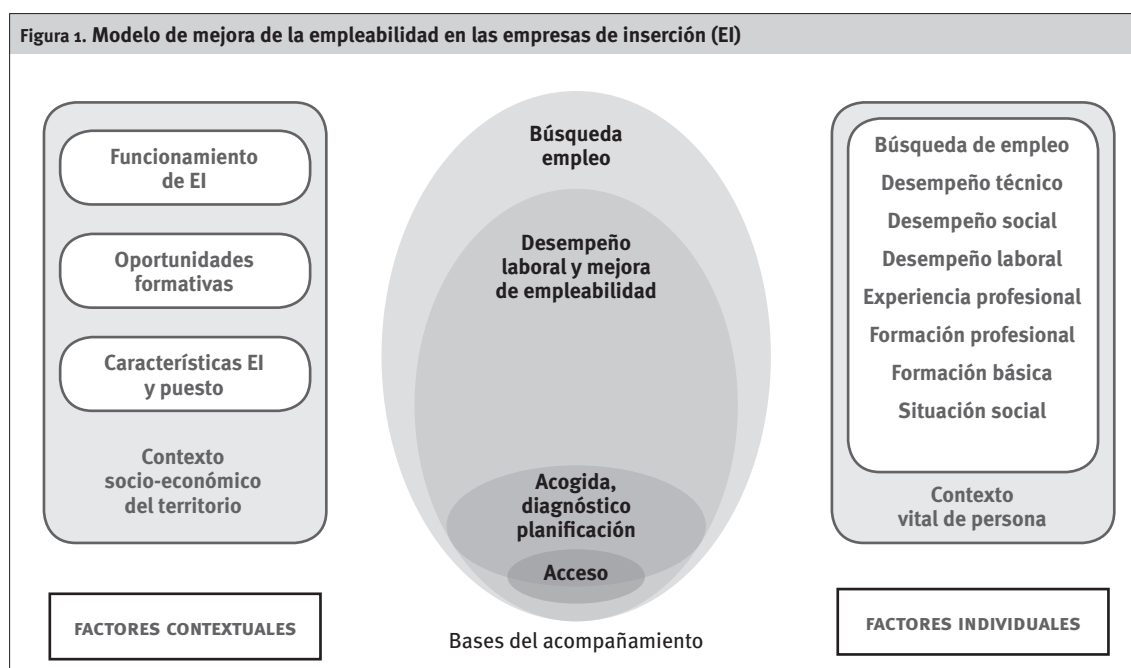 Figura 1. Modelo de mejora de la empleabilidad en las empresas de inserción (EI)
Funcionamiento
de EI
Oportunidades
formativas
Características EI
y puesto
Contexto
socio-económico
del territorio
FACTORES CONTEXTUALES
Búsqueda
empleo
Desempeño
laboral y mejora
de empleabilidad
Acogida,
diagnóstico
planificación
Acceso
Bases del acompañamiento
Búsqueda de empleo
Desempeño técnico
Desempeño social
Desempeño laboral
Experiencia profesional
Formación profesional
Formación básica
Situación social
Contexto
vital de persona
FACTORES INDIVIDUALES